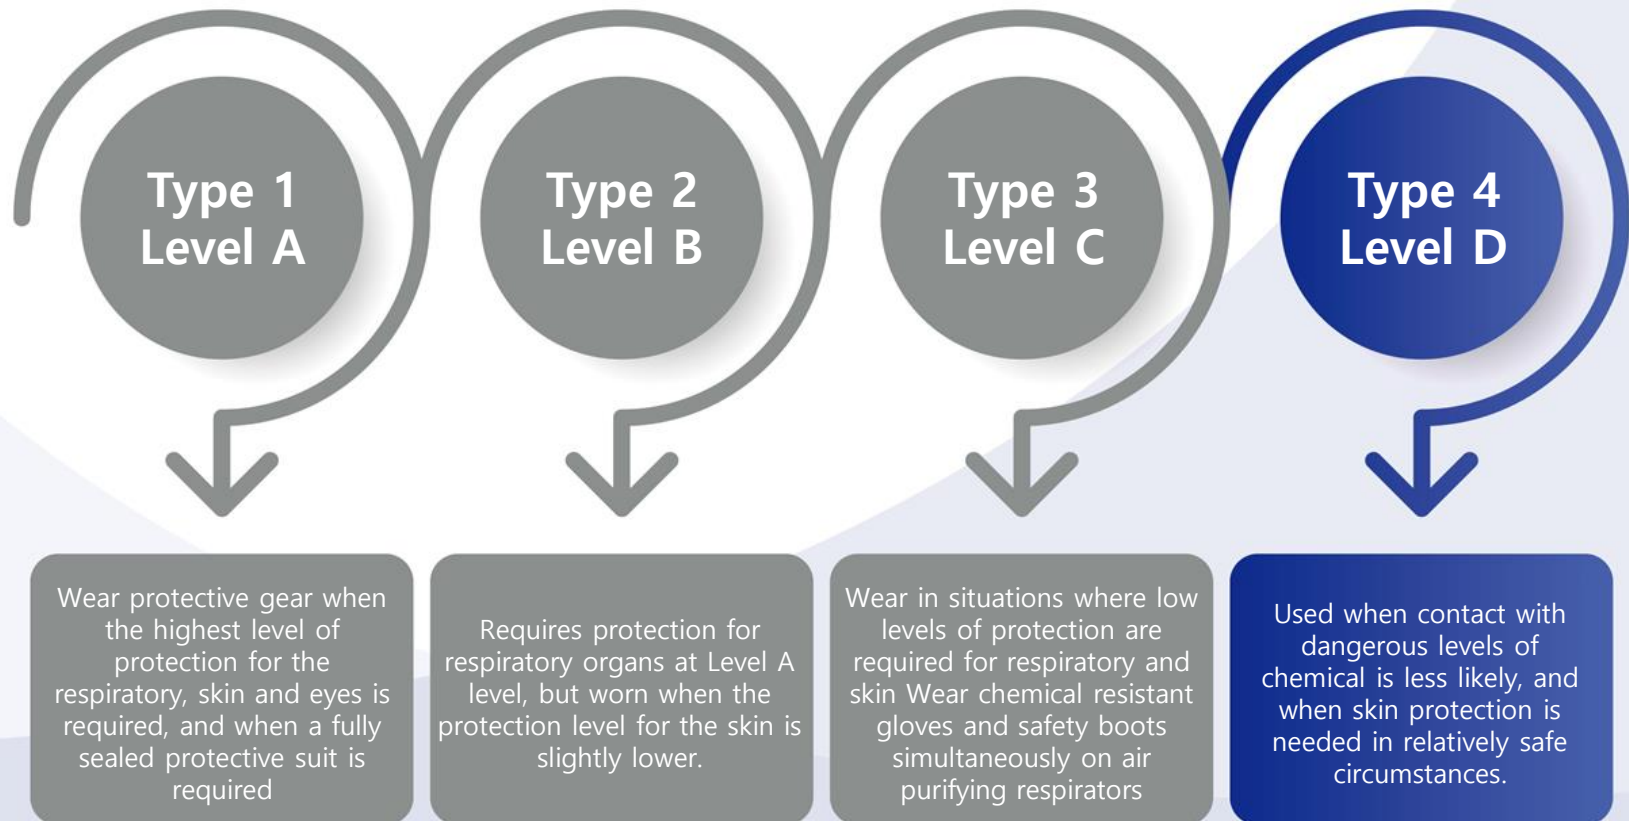 Type 1
Level A
Type 2
Level B
Type 3
Level C
Type 4
Level D
Wear protective gear when
the highest level of
protection for the
respiratory, skin and eyes is
required, and when a fully
sealed protective suit is
required
Requires protection for
respiratory organs at Level A
level, but worn when the
protection level for the skin is
slightly lower.
Wear in situations where low
levels of protection are
required for respiratory and
skin Wear chemical resistant
gloves and safety boots
simultaneously on air
purifying respirators
Used when contact with
dangerous levels of
chemical is less likely, and
when skin protection is
needed in relatively safe
circumstances.